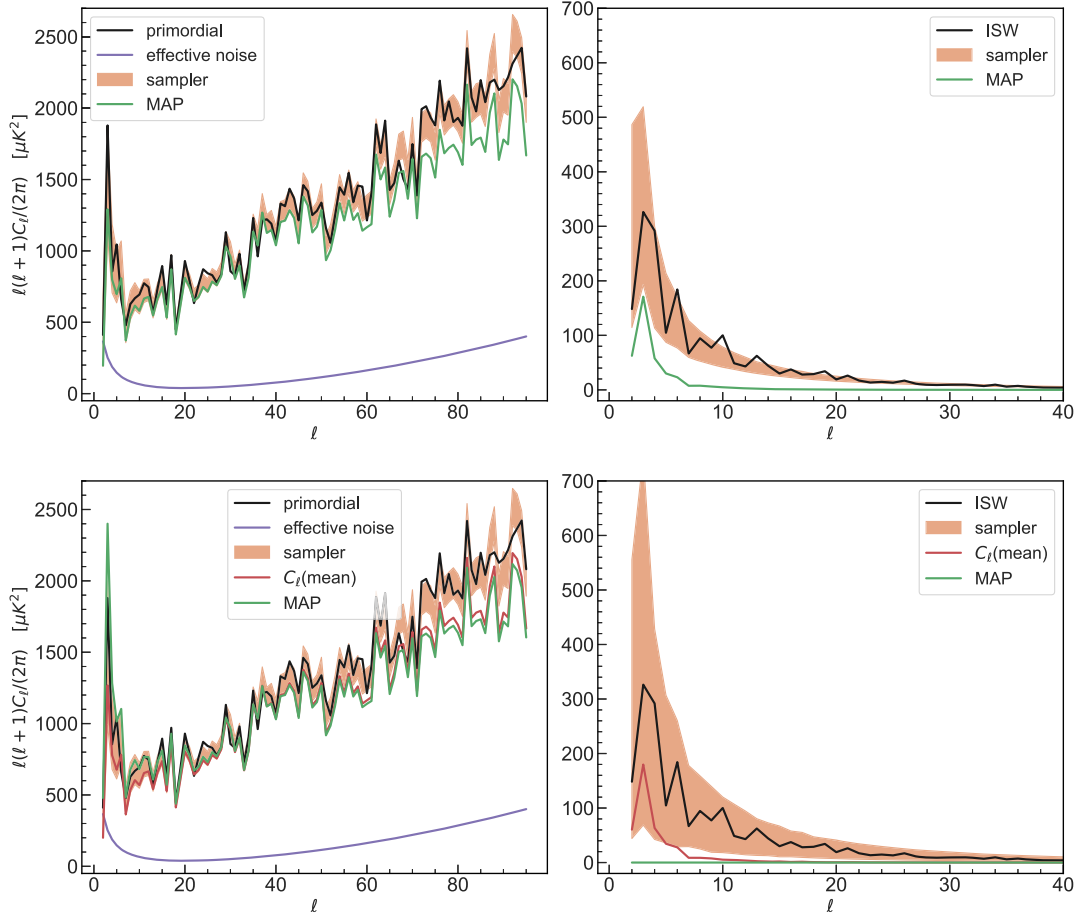 primordial
effective noise
sampler
MAP
ℓ(ℓ + 1)Cℓ/(2π) [μK²]
2500
2000
1500
1000
500
0
0 20 40 60 80
ℓ
ISW
sampler
MAP
700
600
500
400
300
200
100
0
0 10 20 30 40
ℓ
primordial
effective noise
sampler
Cℓ(mean)
MAP
ℓ(ℓ + 1)Cℓ/(2π) [μK²]
2500
2000
1500
1000
500
0
0 20 40 60 80
ℓ
ISW
sampler
Cℓ(mean)
MAP
700
600
500
400
300
200
100
0
0 10 20 30 40
ℓ